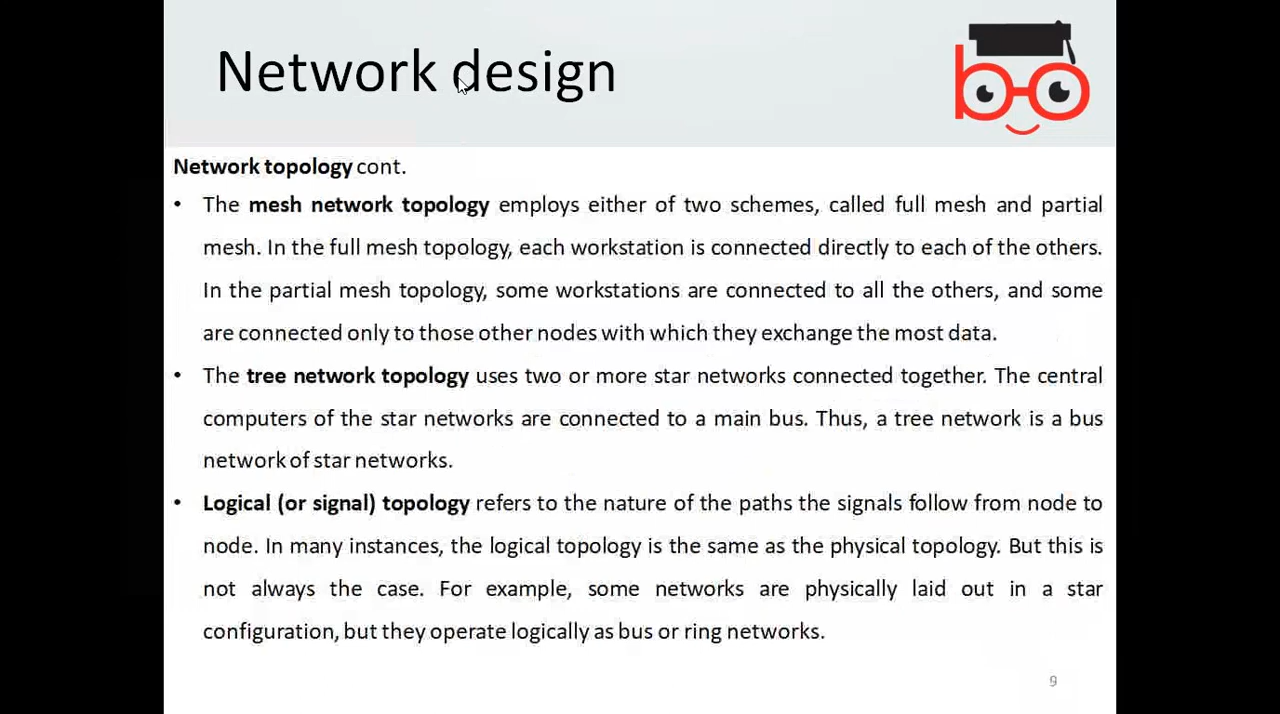 Network design
Network topology cont.
• The mesh network topology employs either of two schemes, called full mesh and partial
mesh. In the full mesh topology, each workstation is connected directly to each of the others.
In the partial mesh topology, some workstations are connected to all the others, and some
are connected only to those other nodes with which they exchange the most data.
• The tree network topology uses two or more star networks connected together. The central
computers of the star networks are connected to a main bus. Thus, a tree network is a bus
network of star networks.
• Logical (or signal) topology refers to the nature of the paths the signals follow from node to
node. In many instances, the logical topology is the same as the physical topology. But this is
not always the case. For example, some networks are physically laid out in a star
configuration, but they operate logically as bus or ring networks.
9